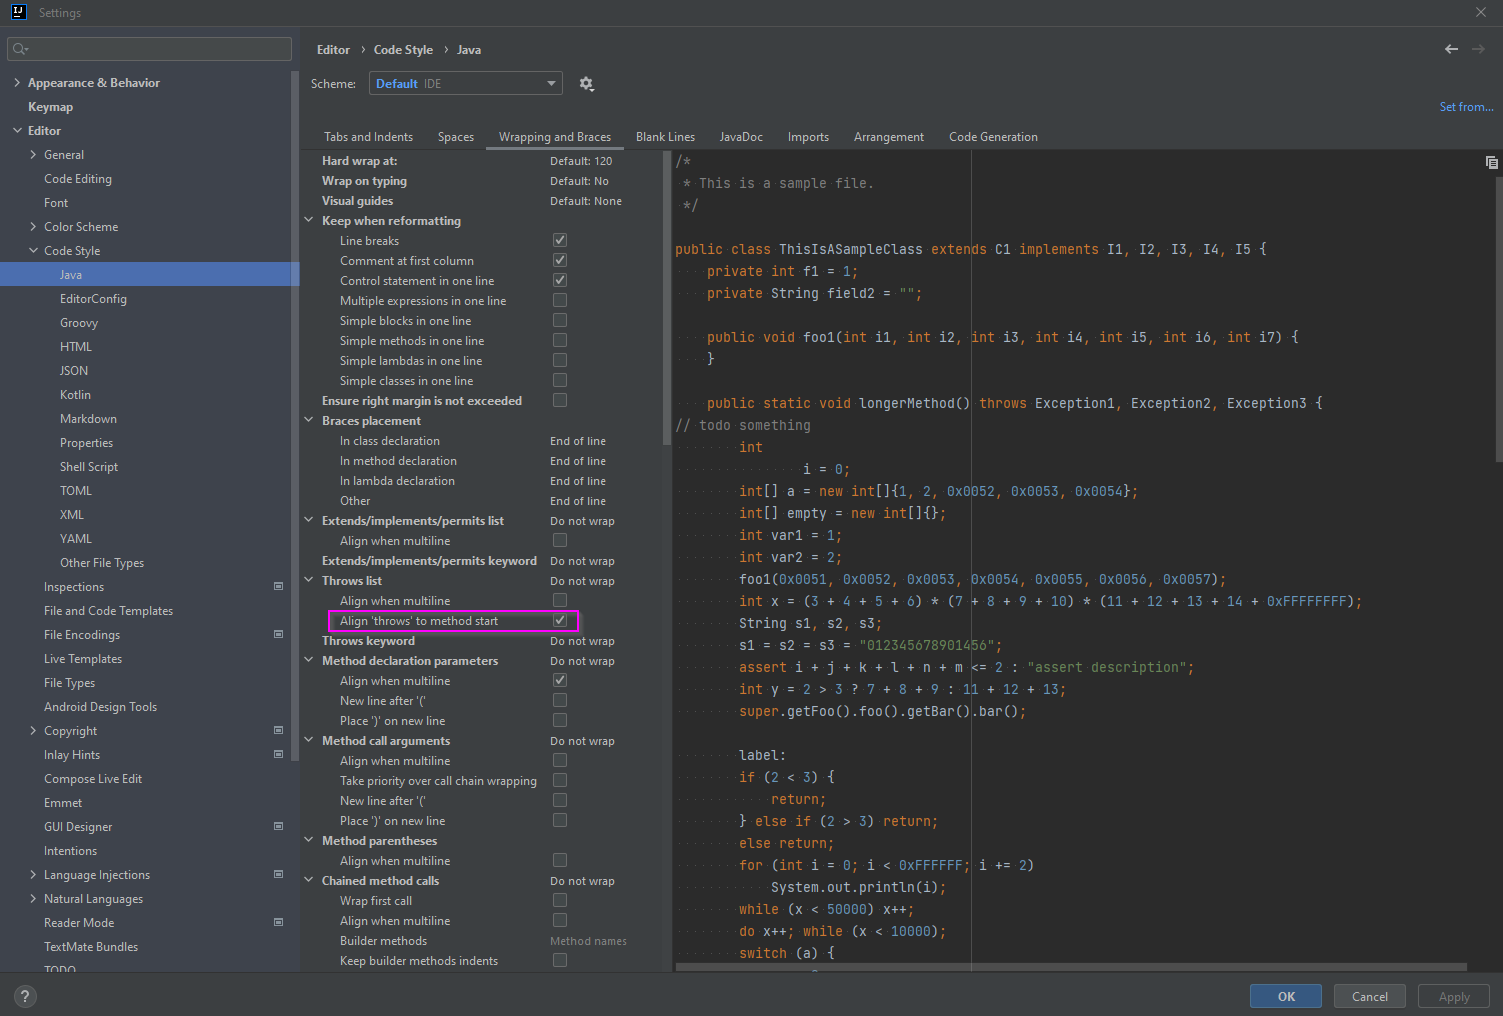 IJ Settings
Appearance & Behavior
Keymap
Editor
General
Code Editing
Font
Color Scheme
Code Style
Java
EditorConfig
Groovy
HTML
JSON
Kotlin
Markdown
Properties
Shell Script
TOML
XML
YAML
Other File Types
Inspections
File and Code Templates
File Encodings
Live Templates
File Types
Android Design Tools
Copyright
Inlay Hints
Compose Live Edit
Emmet
GUI Designer
Intentions
Language Injections
Natural Languages
Reader Mode
TextMate Bundles
TODO
Editor › Code Style › Java
Scheme: Default IDE
Set from...
Tabs and Indents Spaces Wrapping and Braces Blank Lines JavaDoc Imports Arrangement Code Generation
Hard wrap at: Default: 120
Wrap on typing Default: No
Visual guides Default: None
Keep when reformatting
Line breaks
Comment at first column
Control statement in one line
Multiple expressions in one line
Simple blocks in one line
Simple methods in one line
Simple lambdas in one line
Simple classes in one line
Ensure right margin is not exceeded
Braces placement
In class declaration End of line
In method declaration End of line
In lambda declaration End of line
Other End of line
Extends/implements/permits list Do not wrap
Align when multiline
Extends/implements/permits keyword Do not wrap
Throws list Do not wrap
Align when multiline
Align 'throws' to method start
Throws keyword Do not wrap
Method declaration parameters Do not wrap
Align when multiline
New line after '('
Place ')' on new line
Method call arguments Do not wrap
Align when multiline
Take priority over call chain wrapping
New line after '('
Place ')' on new line
Method parentheses
Align when multiline
Chained method calls Do not wrap
Wrap first call
Align when multiline
Builder methods Method names
Keep builder methods indents
/*
 * This is a sample file.
 */
public class ThisIsASampleClass extends C1 implements I1, I2, I3, I4, I5 {
    private int f1 = 1;
    private String field2 = "";
    public void foo1(int i1, int i2, int i3, int i4, int i5, int i6, int i7) {
    }
    public static void longerMethod() throws Exception1, Exception2, Exception3 {
// todo something
        int
                i = 0;
        int[] a = new int[]{1, 2, 0x0052, 0x0053, 0x0054};
        int[] empty = new int[]{};
        int var1 = 1;
        int var2 = 2;
        foo1(0x0051, 0x0052, 0x0053, 0x0054, 0x0055, 0x0056, 0x0057);
        int x = (3 + 4 + 5 + 6) * (7 + 8 + 9 + 10) * (11 + 12 + 13 + 14 + 0xFFFFFFFF);
        String s1, s2, s3;
        s1 = s2 = s3 = "012345678901456";
        assert i + j + k + l + n + m <= 2 : "assert description";
        int y = 2 > 3 ? 7 + 8 + 9 : 11 + 12 + 13;
        super.getFoo().foo().getBar().bar();
        label:
        if (2 < 3) {
            return;
        } else if (2 > 3) return;
        else return;
        for (int i = 0; i < 0xFFFFFF; i += 2)
            System.out.println(i);
        while (x < 50000) x++;
        do x++; while (x < 10000);
        switch (a) {
? OK Cancel Apply